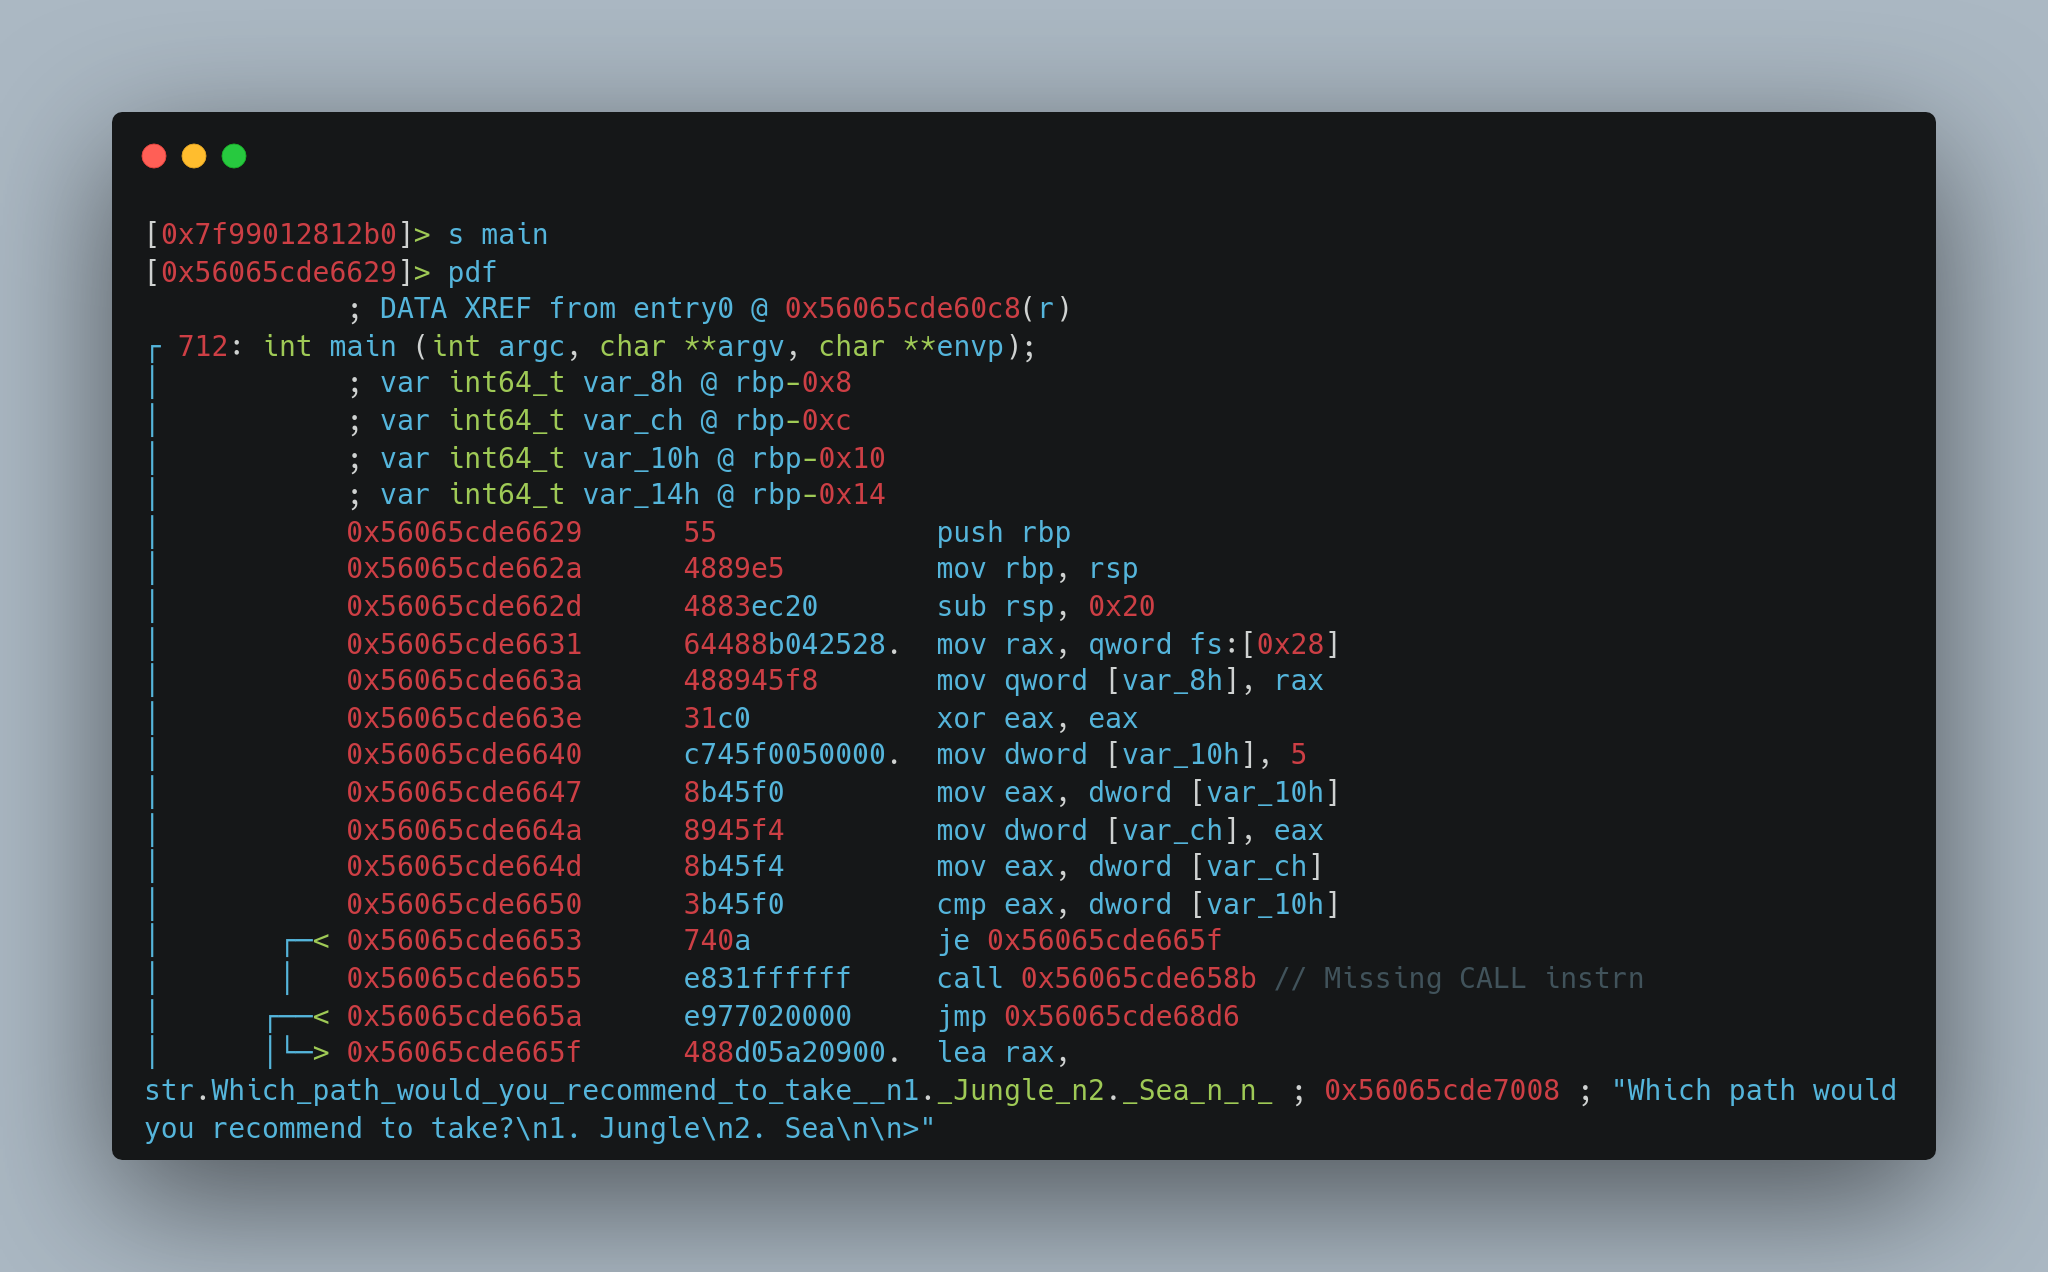 [0x7f99012812b0]> s main
[0x56065cde6629]> pdf
            ; DATA XREF from entry0 @ 0x56065cde60c8(r)
┌ 712: int main (int argc, char **argv, char **envp);
│           ; var int64_t var_8h @ rbp-0x8
│           ; var int64_t var_ch @ rbp-0xc
│           ; var int64_t var_10h @ rbp-0x10
│           ; var int64_t var_14h @ rbp-0x14
│           0x56065cde6629      55             push rbp
│           0x56065cde662a      4889e5         mov rbp, rsp
│           0x56065cde662d      4883ec20       sub rsp, 0x20
│           0x56065cde6631      64488b042528.  mov rax, qword fs:[0x28]
│           0x56065cde663a      488945f8       mov qword [var_8h], rax
│           0x56065cde663e      31c0           xor eax, eax
│           0x56065cde6640      c745f0050000.  mov dword [var_10h], 5
│           0x56065cde6647      8b45f0         mov eax, dword [var_10h]
│           0x56065cde664a      8945f4         mov dword [var_ch], eax
│           0x56065cde664d      8b45f4         mov eax, dword [var_ch]
│           0x56065cde6650      3b45f0         cmp eax, dword [var_10h]
│       ┌─< 0x56065cde6653      740a           je 0x56065cde665f
│       │   0x56065cde6655      e831ffffff     call 0x56065cde658b // Missing CALL instrn
│      ┌──< 0x56065cde665a      e977020000     jmp 0x56065cde68d6
│      │└─> 0x56065cde665f      488d05a20900.  lea rax,
str.Which_path_would_you_recommend_to_take__n1._Jungle_n2._Sea_n_n_ ; 0x56065cde7008 ; "Which path would
you recommend to take?\n1. Jungle\n2. Sea\n\n>"